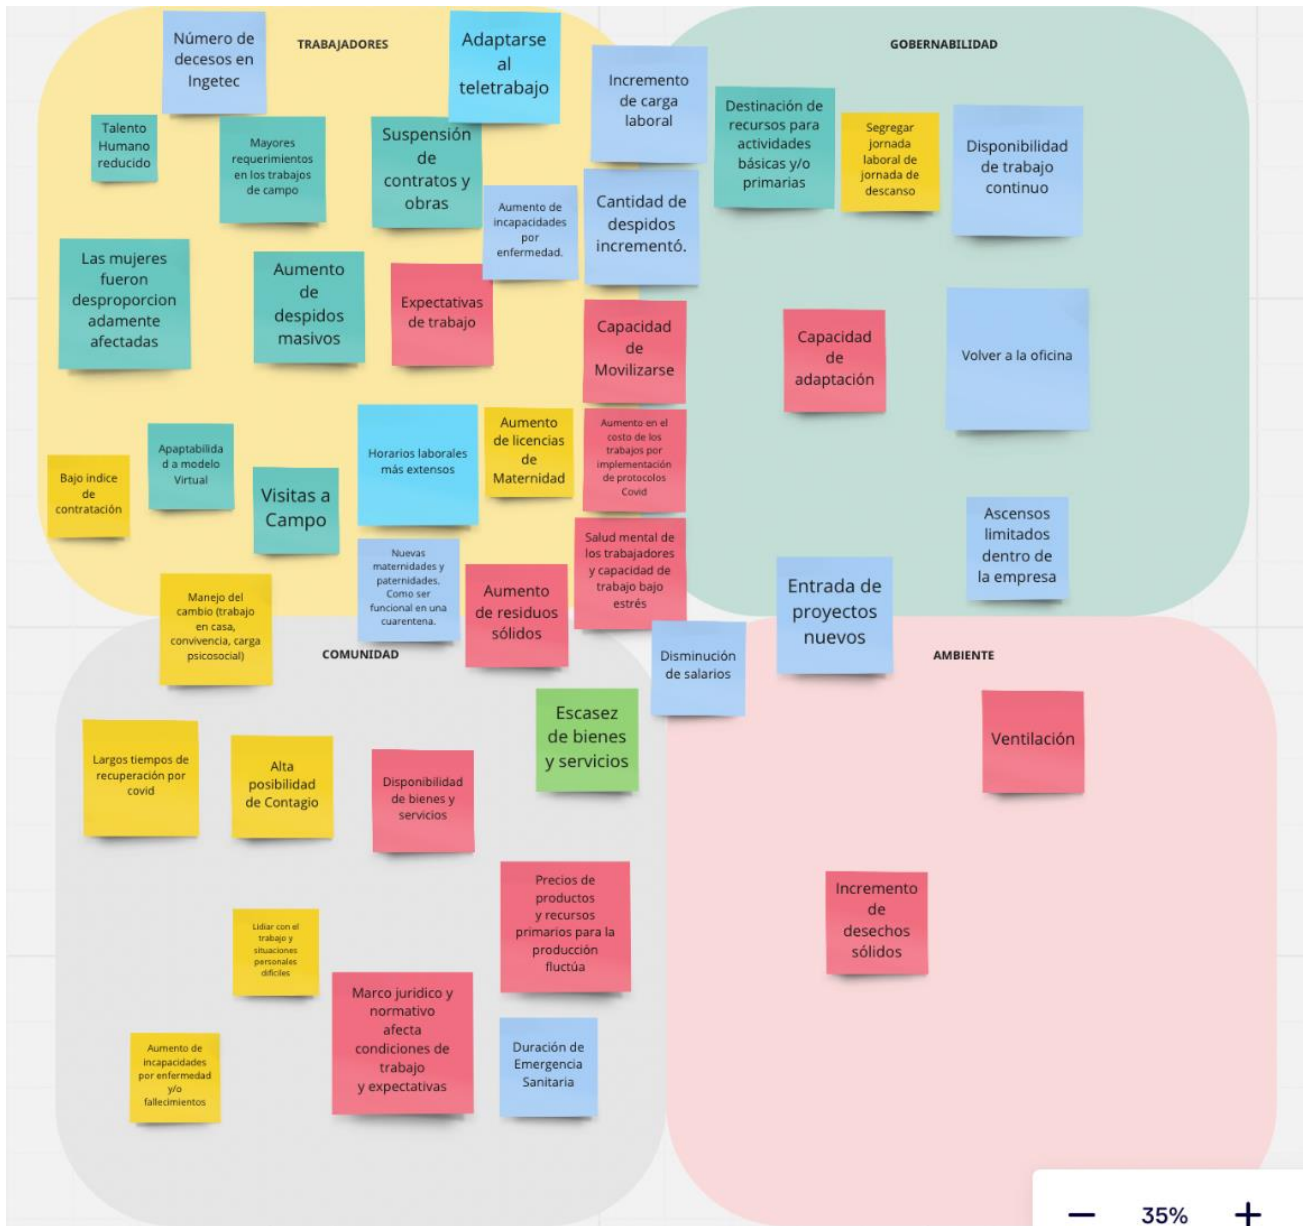 TRABAJADORES
Número de
decesos en
Ingetec
Adaptarse
al
teletrabajo
Talento
Humano
reducido
Mayores
requerimientos
en los trabajos
de campo
Suspensión
de
contratos y
obras
Aumento de
incapacidades
por
enfermedad.
Incremento
de carga
laboral
Cantidad de
despidos
incrementó.
Las mujeres
fueron
desproporcion
adamente
afectadas
Aumento
de
despidos
masivos
Expectativas
de trabajo
Capacidad
de
Movilizarse
Bajo indice
de
contratación
Apaptabilida
d a modelo
Virtual
Visitas a
Campo
Horarios laborales
más extensos
Aumento
de licencias
de
Maternidad
Aumento en el
costo de los
trabajos por
implementación
de protocolos
Covid
Manejo del
cambio (trabajo
en casa,
convivencia, carga
psicosocial)
Nuevas
maternidades y
paternidades.
Como ser
funcional en una
cuarentena.
Aumento
de residuos
sólidos
Salud mental de
los trabajadores
y capacidad de
trabajo bajo
estrés
GOBERNABILIDAD
Destinación de
recursos para
actividades
básicas y/o
primarias
Segregar
jornada
laboral de
jornada de
descanso
Disponibilidad
de trabajo
continuo
Capacidad
de
adaptación
Volver a la oficina
Ascensos
limitados
dentro de
la empresa
Entrada de
proyectos
nuevos
Disminución
de salarios
COMUNIDAD
Largos tiempos de
recuperación por
covid
Alta
posibilidad
de Contagio
Disponibilidad
de bienes y
servicios
Escasez
de bienes
y servicios
Precios de
productos
y recursos
primarios para la
producción
fluctúa
Lidiar con el
trabajo y
situaciones
personales
dificiles
Marco juridico y
normativo
afecta
condiciones de
trabajo
y expectativas
Aumento de
incapacidades
por enfermedad
y/o
fallecimientos
Duración de
Emergencia
Sanitaria
AMBIENTE
Ventilación
Incremento
de
desechos
sólidos
− 35% +